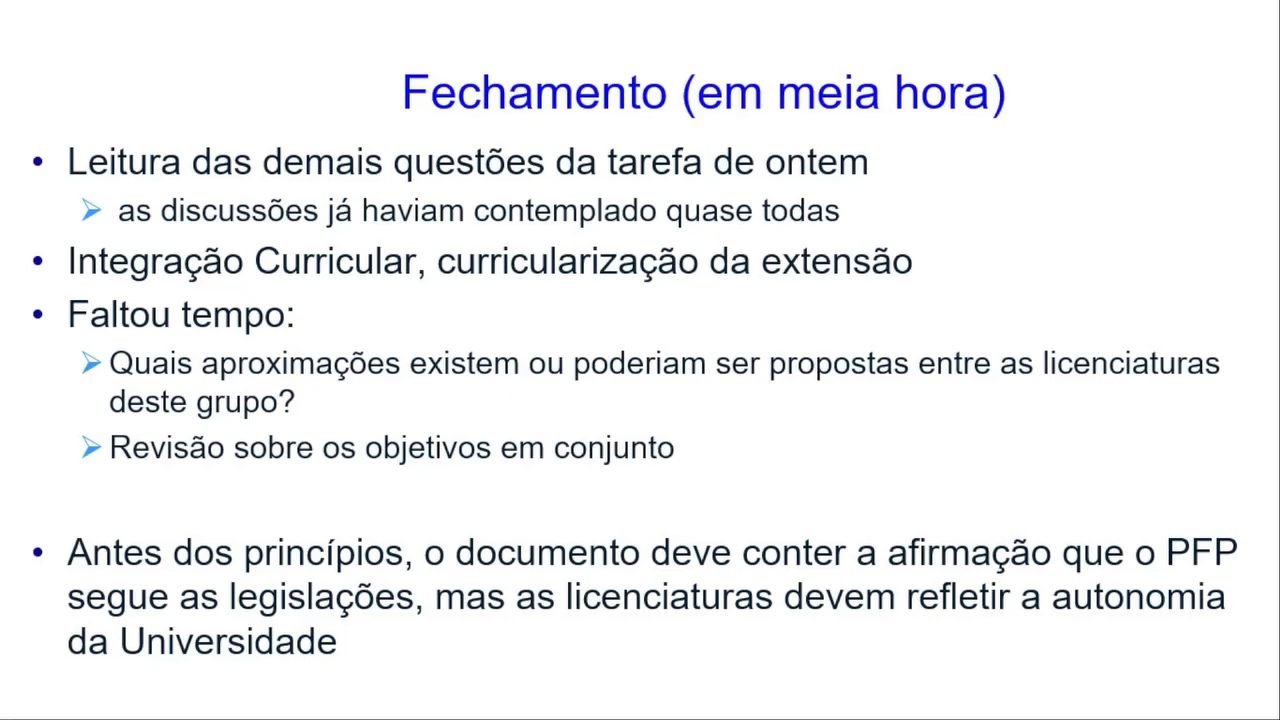 Fechamento (em meia hora)
• Leitura das demais questões da tarefa de ontem
➢ as discussões já haviam contemplado quase todas
• Integração Curricular, curricularização da extensão
• Faltou tempo:
➢ Quais aproximações existem ou poderiam ser propostas entre as licenciaturas
deste grupo?
➢ Revisão sobre os objetivos em conjunto
• Antes dos princípios, o documento deve conter a afirmação que o PFP
segue as legislações, mas as licenciaturas devem refletir a autonomia
da Universidade